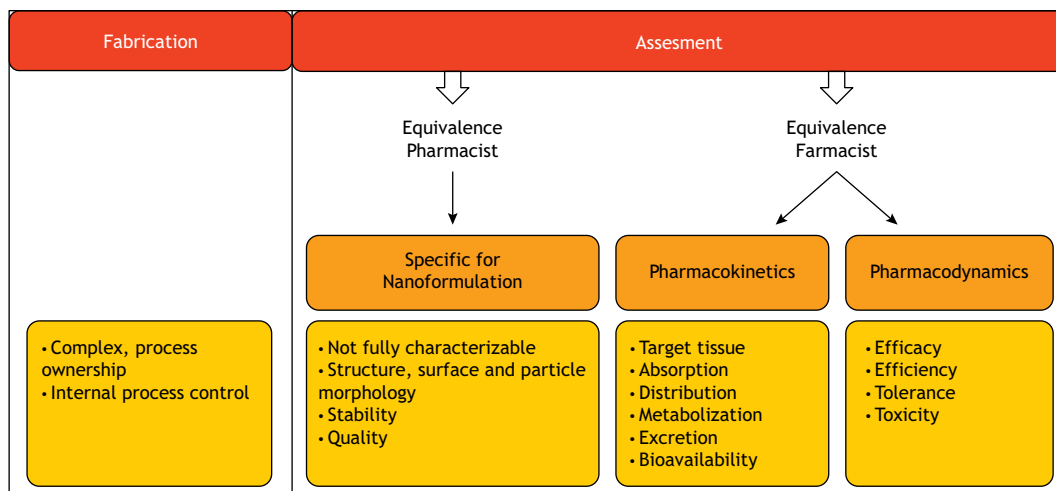 Fabrication
Assesment
Equivalence
Pharmacist
Equivalence
Farmacist
Specific for
Nanoformulation
Pharmacokinetics
Pharmacodynamics
• Complex, process
ownership
• Internal process control
• Not fully characterizable
• Structure, surface and particle
morphology
• Stability
• Quality
• Target tissue
• Absorption
• Distribution
• Metabolization
• Excretion
• Bioavailability
• Efficacy
• Efficiency
• Tolerance
• Toxicity